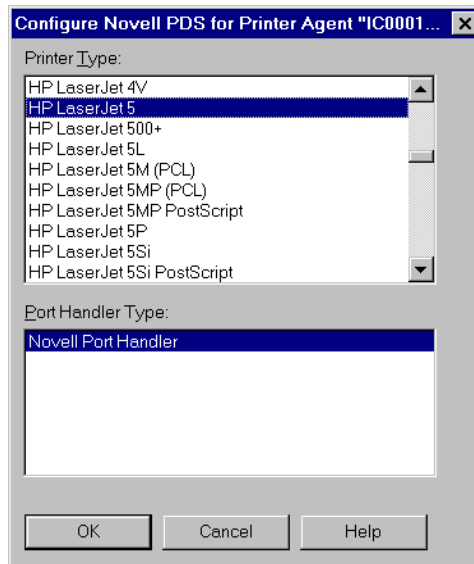 Configure Novell PDS for Printer Agent "IC0001...
Printer Type:
HP LaserJet 4V
HP LaserJet 5
HP LaserJet 500+
HP LaserJet 5L
HP LaserJet 5M (PCL)
HP LaserJet 5MP (PCL)
HP LaserJet 5MP PostScript
HP LaserJet 5P
HP LaserJet 5Si
HP LaserJet 5Si PostScript
Port Handler Type:
Novell Port Handler
OK Cancel Help